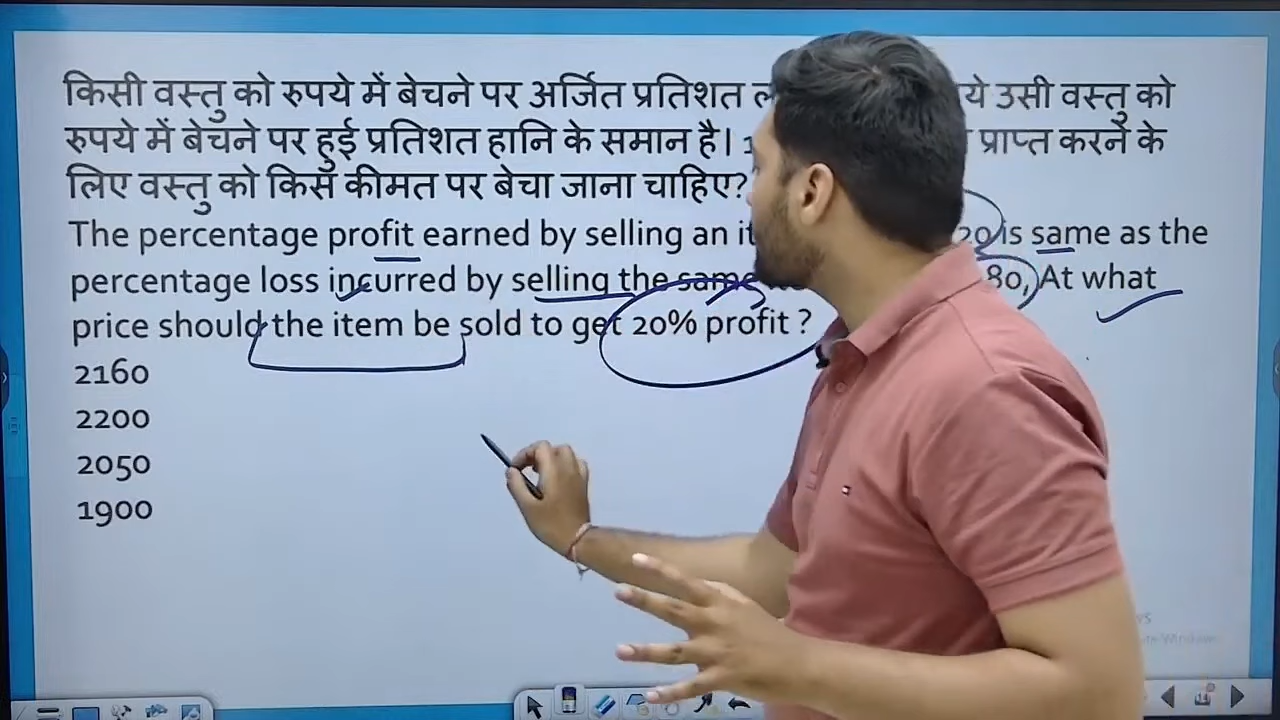 किसी वस्तु को रुपये में बेचने पर अर्जित प्रतिशत उसी वस्तु को
रुपये में बेचने पर हुई प्रतिशत हानि के समान है। प्राप्त करने के
लिए वस्तु को किस कीमत पर बेचा जाना चाहिए?
The percentage profit earned by selling an 20 is same as the
percentage loss incurred by selling the same 80, At what
price should the item be sold to get 20% profit ?
2160
2200
2050
1900